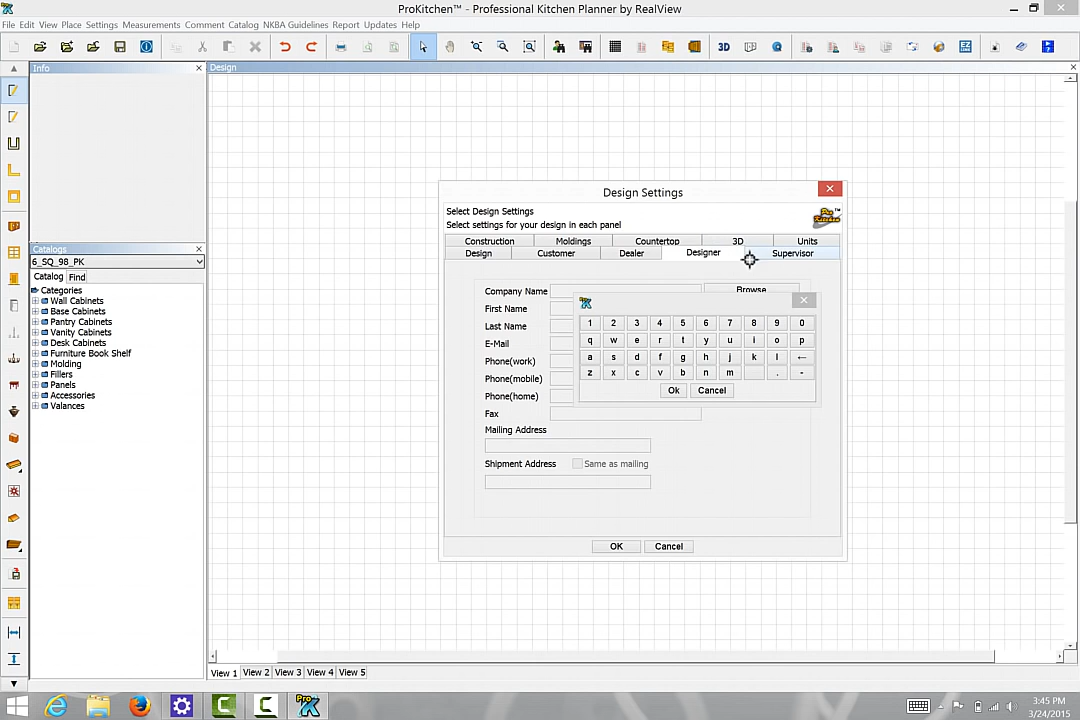 ProKitchen™ - Professional Kitchen Planner by RealView
File Edit View Place Settings Measurements Comment Catalog NKBA Guidelines Report Updates Help
3D
Info
Design
Catalogs
6_SQ_98_PK
Catalog Find
Categories
Wall Cabinets
Base Cabinets
Pantry Cabinets
Vanity Cabinets
Desk Cabinets
Furniture Book Shelf
Molding
Fillers
Panels
Accessories
Valances
Design Settings
Select Design Settings
Select settings for your design in each panel
Construction Moldings Countertop 3D Units
Design Customer Dealer Designer Supervisor
Company Name
Browse
First Name
Last Name
E-Mail
Phone(work)
Phone(mobile)
Phone(home)
Fax
Mailing Address
Shipment Address Same as mailing
1 2 3 4 5 6 7 8 9 0
q w e r t y u i o p
a s d f g h j k l ←
z x c v b n m . -
Ok Cancel
OK Cancel
View 1 View 2 View 3 View 4 View 5
3:45 PM
3/24/2015